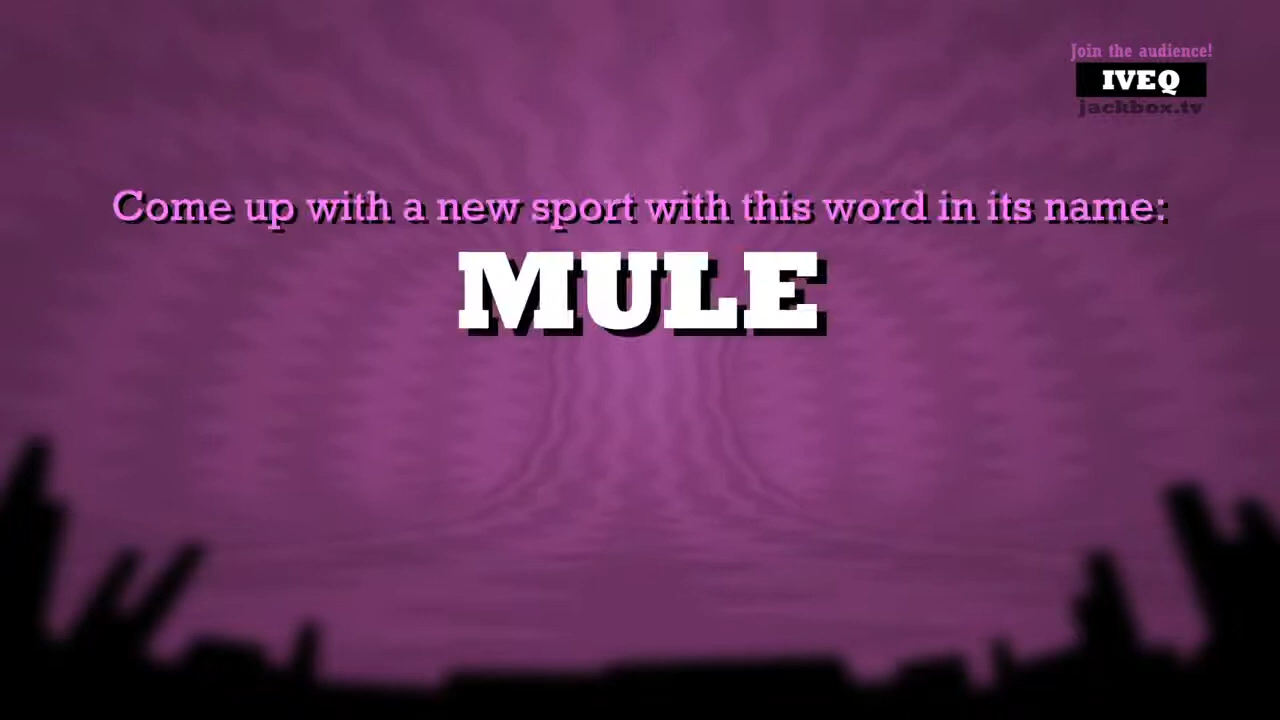 Join the audience!
IVEQ
jackbox.tv
Come up with a new sport with this word in its name:
MULE